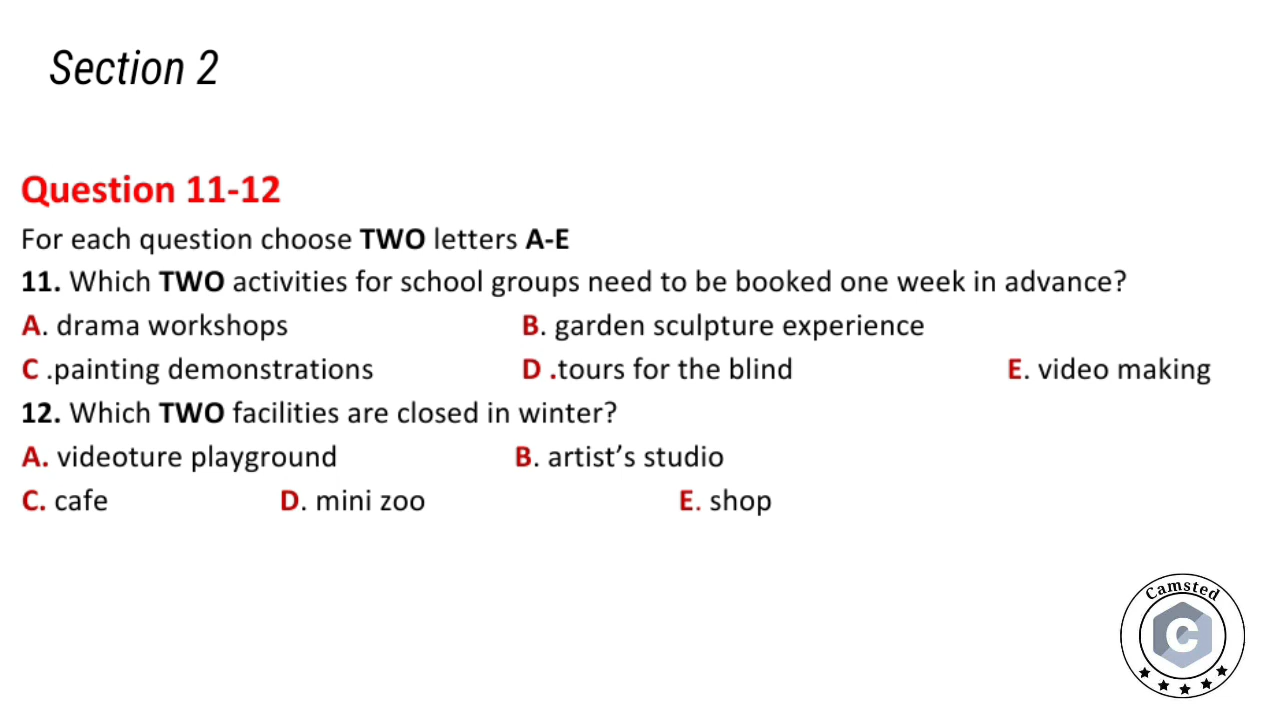 Section 2
Question 11-12
For each question choose TWO letters A-E
11. Which TWO activities for school groups need to be booked one week in advance?
A. drama workshops B. garden sculpture experience
C .painting demonstrations D .tours for the blind E. video making
12. Which TWO facilities are closed in winter?
A. videoture playground B. artist’s studio
C. cafe D. mini zoo E. shop
Camsted
C